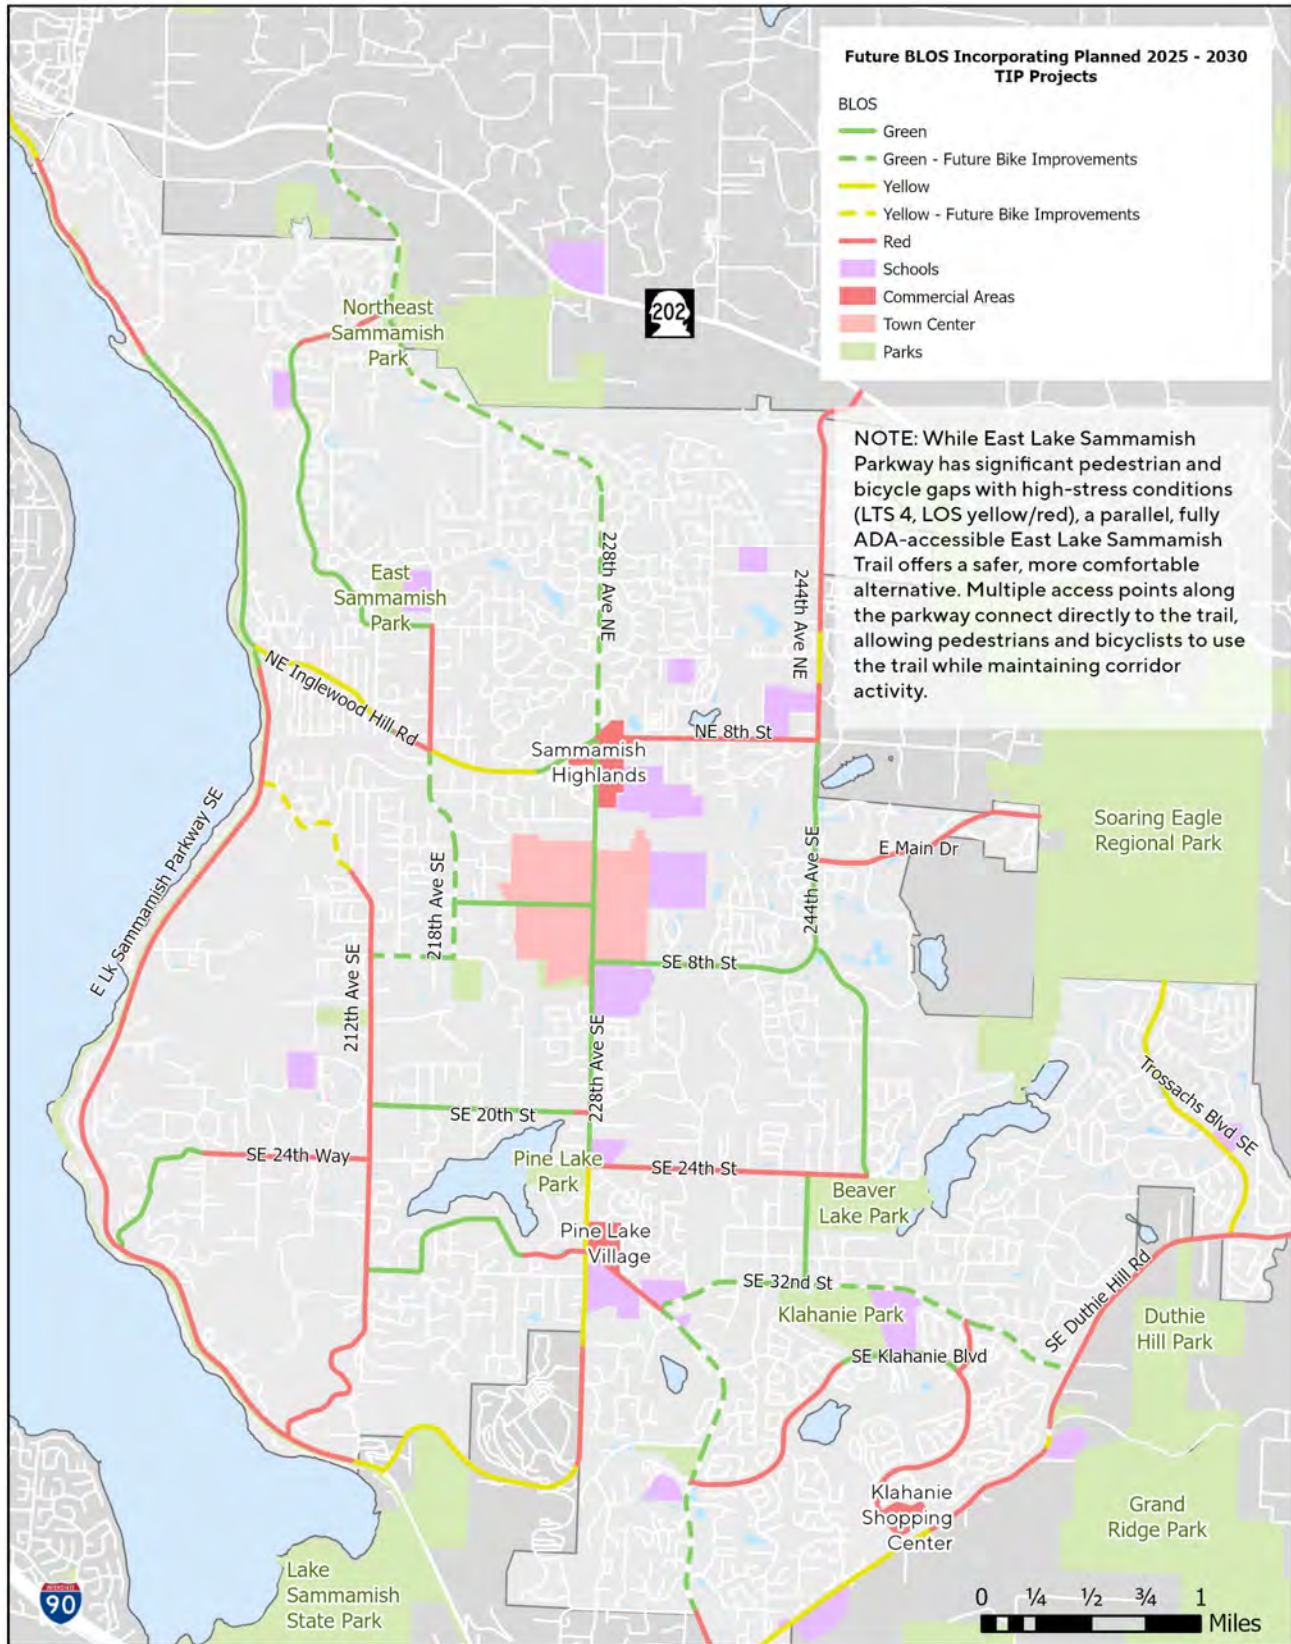 Future BLOS Incorporating Planned 2025 - 2030
TIP Projects
BLOS
Green
Green - Future Bike Improvements
Yellow
Yellow - Future Bike Improvements
Red
Schools
Commercial Areas
Town Center
Parks
NOTE: While East Lake Sammamish
Parkway has significant pedestrian and
bicycle gaps with high-stress conditions
(LTS 4, LOS yellow/red), a parallel, fully
ADA-accessible East Lake Sammamish
Trail offers a safer, more comfortable
alternative. Multiple access points along
the parkway connect directly to the trail,
allowing pedestrians and bicyclists to use
the trail while maintaining corridor
activity.
202
Northeast
Sammamish
Park
East
Sammamish
Park
228th Ave NE
244th Ave NE
NE Inglewood Hill Rd
NE 8th St
Sammamish
Highlands
E Lk Sammamish Parkway SE
218th Ave SE
244th Ave SE
E Main Dr
Soaring Eagle
Regional Park
212th Ave SE
SE 8th St
228th Ave SE
Trossachs Blvd SE
SE 20th St
SE 24th Way
Pine Lake
Park
SE 24th St
Beaver
Lake Park
Pine Lake
Village
SE 32nd St
Klahanie Park
SE Duthie Hill Rd
Duthie
Hill Park
SE Klahanie Blvd
Klahanie
Shopping
Center
Grand
Ridge Park
Lake
Sammamish
State Park
INTERSTATE
90
0 ¼ ½ ¾ 1
Miles